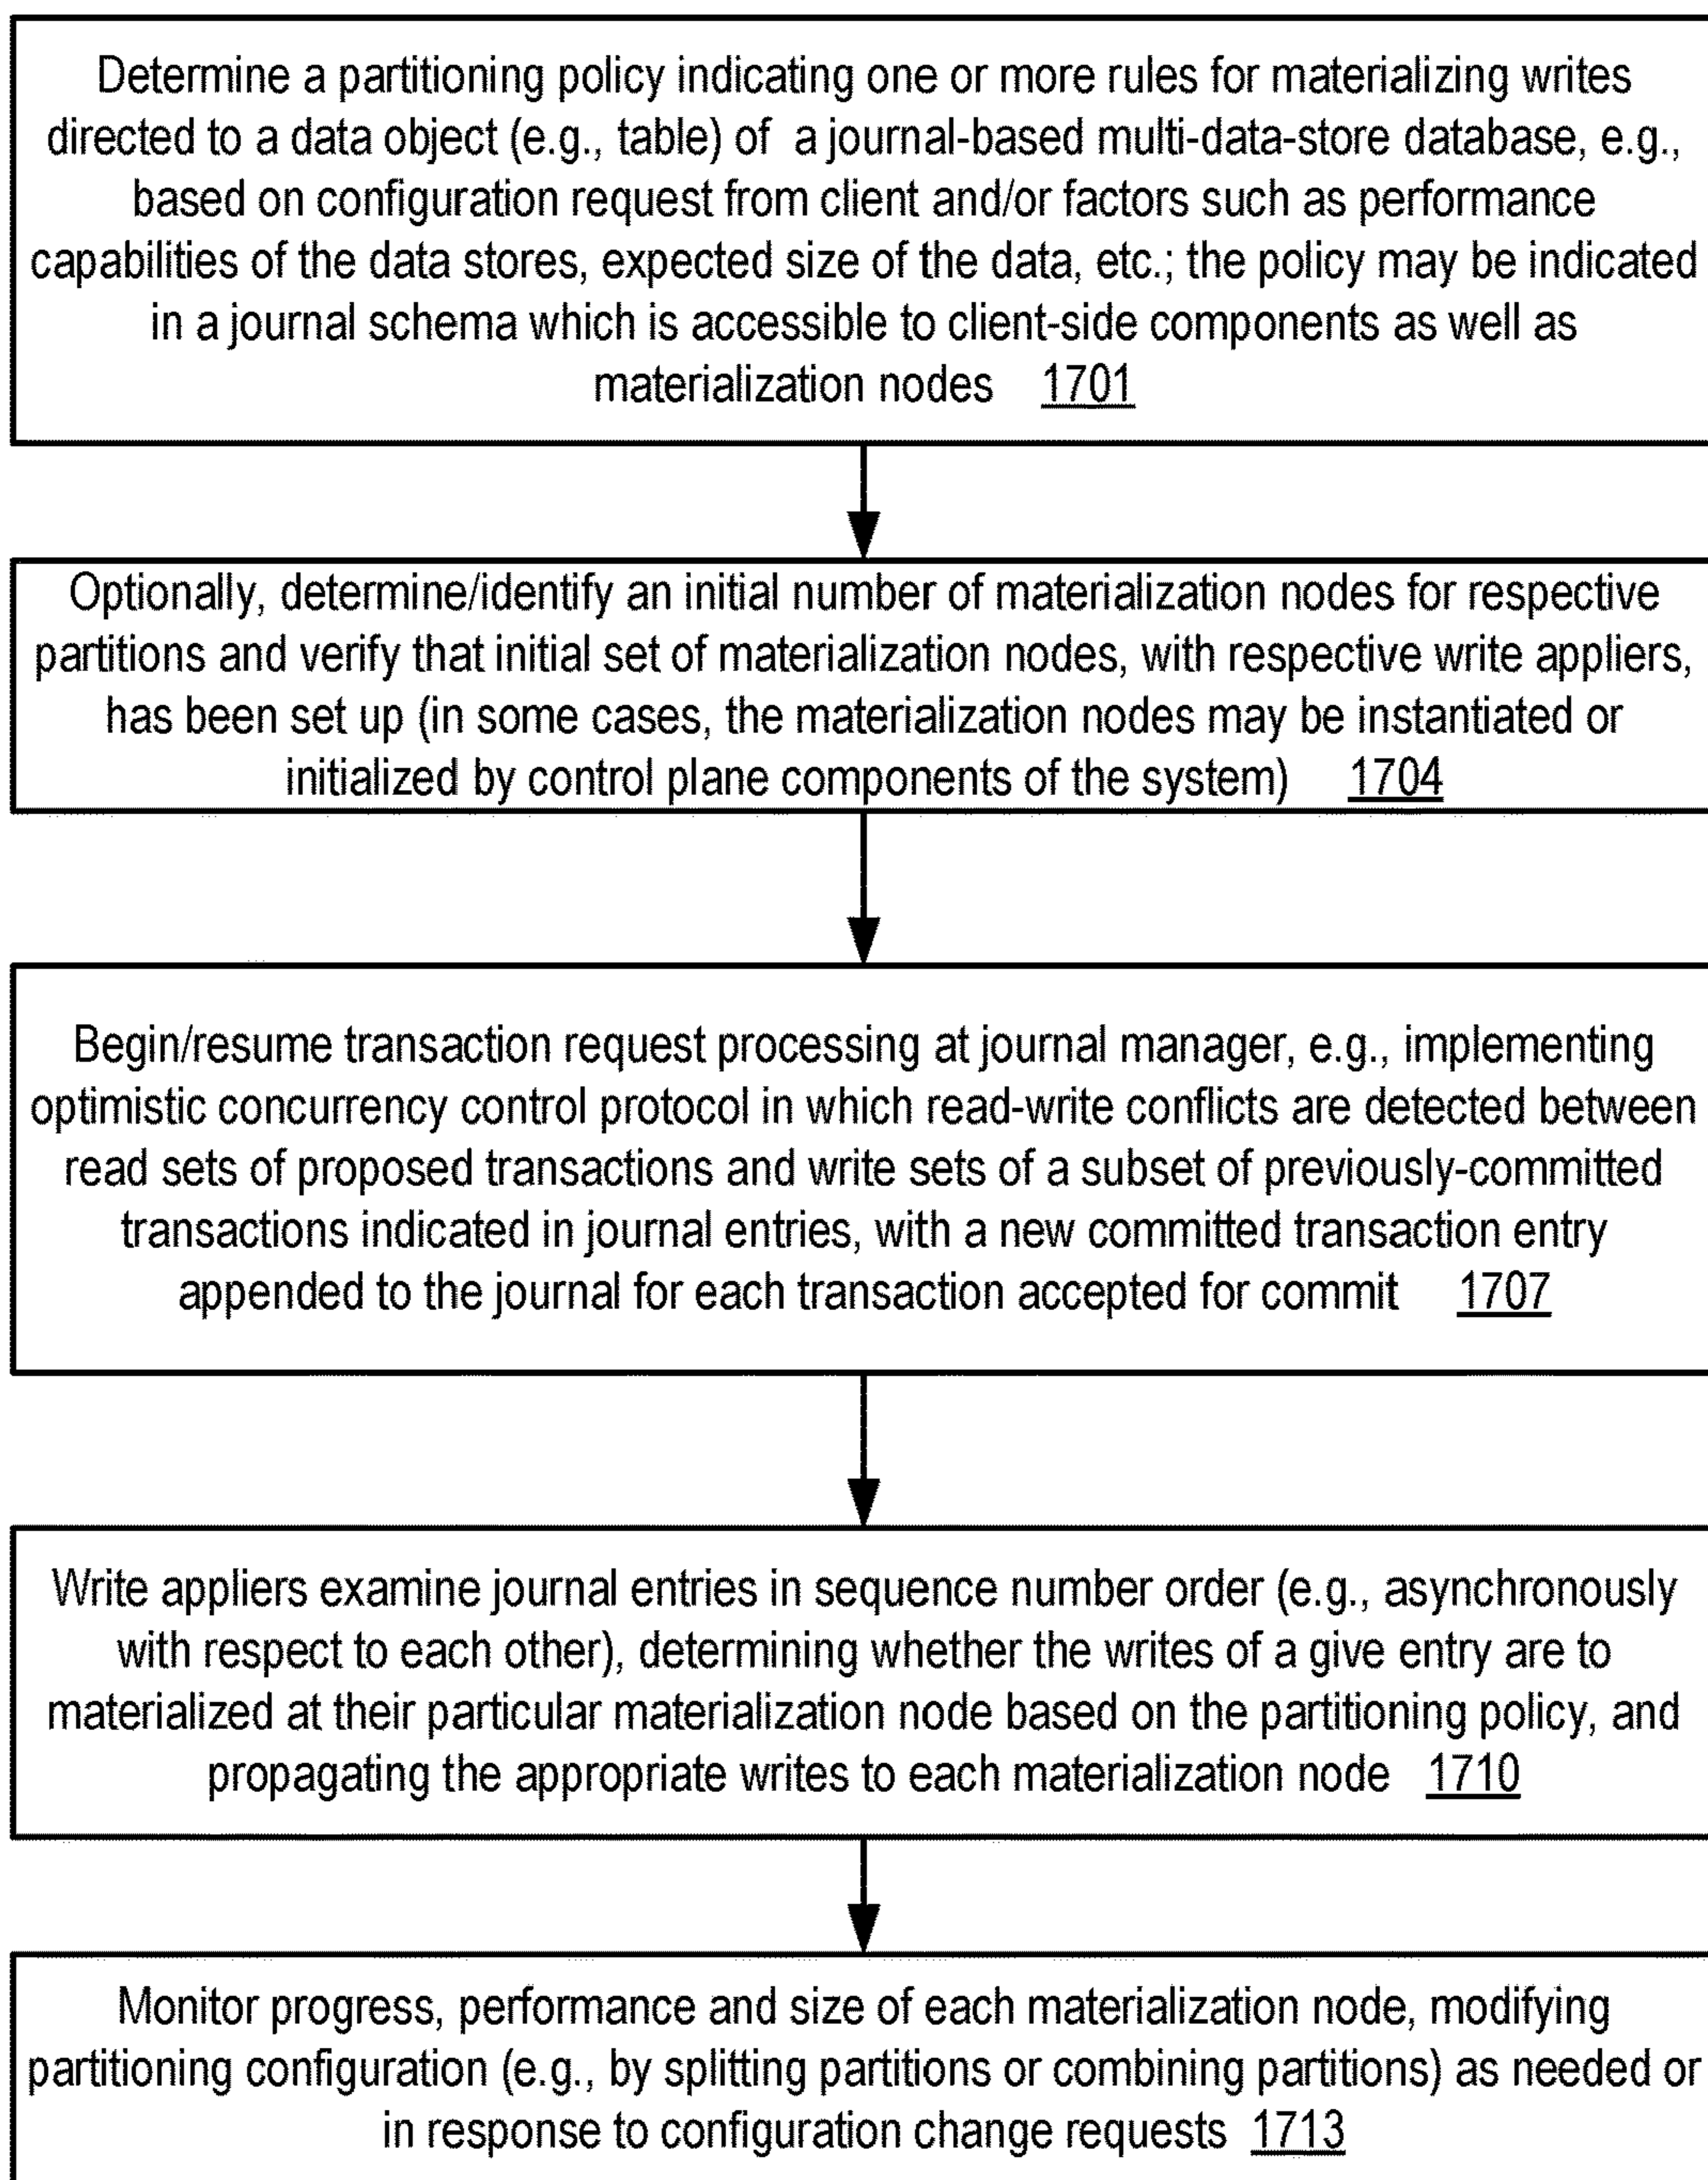 Determine a partitioning policy indicating one or more rules for materializing writes
directed to a data object (e.g., table) of a journal-based multi-data-store database, e.g.,
based on configuration request from client and/or factors such as performance
capabilities of the data stores, expected size of the data, etc.; the policy may be indicated
in a journal schema which is accessible to client-side components as well as
materialization nodes 1701
Optionally, determine/identify an initial number of materialization nodes for respective
partitions and verify that initial set of materialization nodes, with respective write appliers,
has been set up (in some cases, the materialization nodes may be instantiated or
initialized by control plane components of the system) 1704
Begin/resume transaction request processing at journal manager, e.g., implementing
optimistic concurrency control protocol in which read-write conflicts are detected between
read sets of proposed transactions and write sets of a subset of previously-committed
transactions indicated in journal entries, with a new committed transaction entry
appended to the journal for each transaction accepted for commit 1707
Write appliers examine journal entries in sequence number order (e.g., asynchronously
with respect to each other), determining whether the writes of a give entry are to
materialized at their particular materialization node based on the partitioning policy, and
propagating the appropriate writes to each materialization node 1710
Monitor progress, performance and size of each materialization node, modifying
partitioning configuration (e.g., by splitting partitions or combining partitions) as needed or
in response to configuration change requests 1713